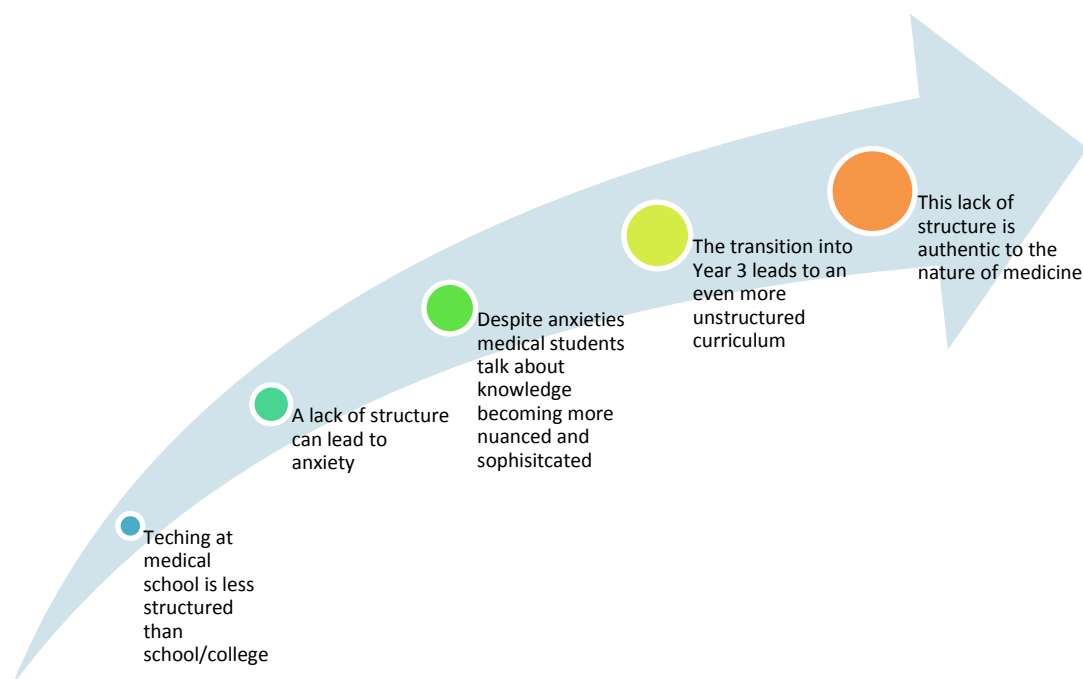 Teching at
medical
school is less
structured
than
school/college
A lack of structure
can lead to
anxiety
Despite anxieties
medical students
talk about
knowledge
becoming more
nuanced and
sophisitcated
The transition into
Year 3 leads to an
even more
unstructured
curriculum
This lack of
structure is
authentic to the
nature of medicine